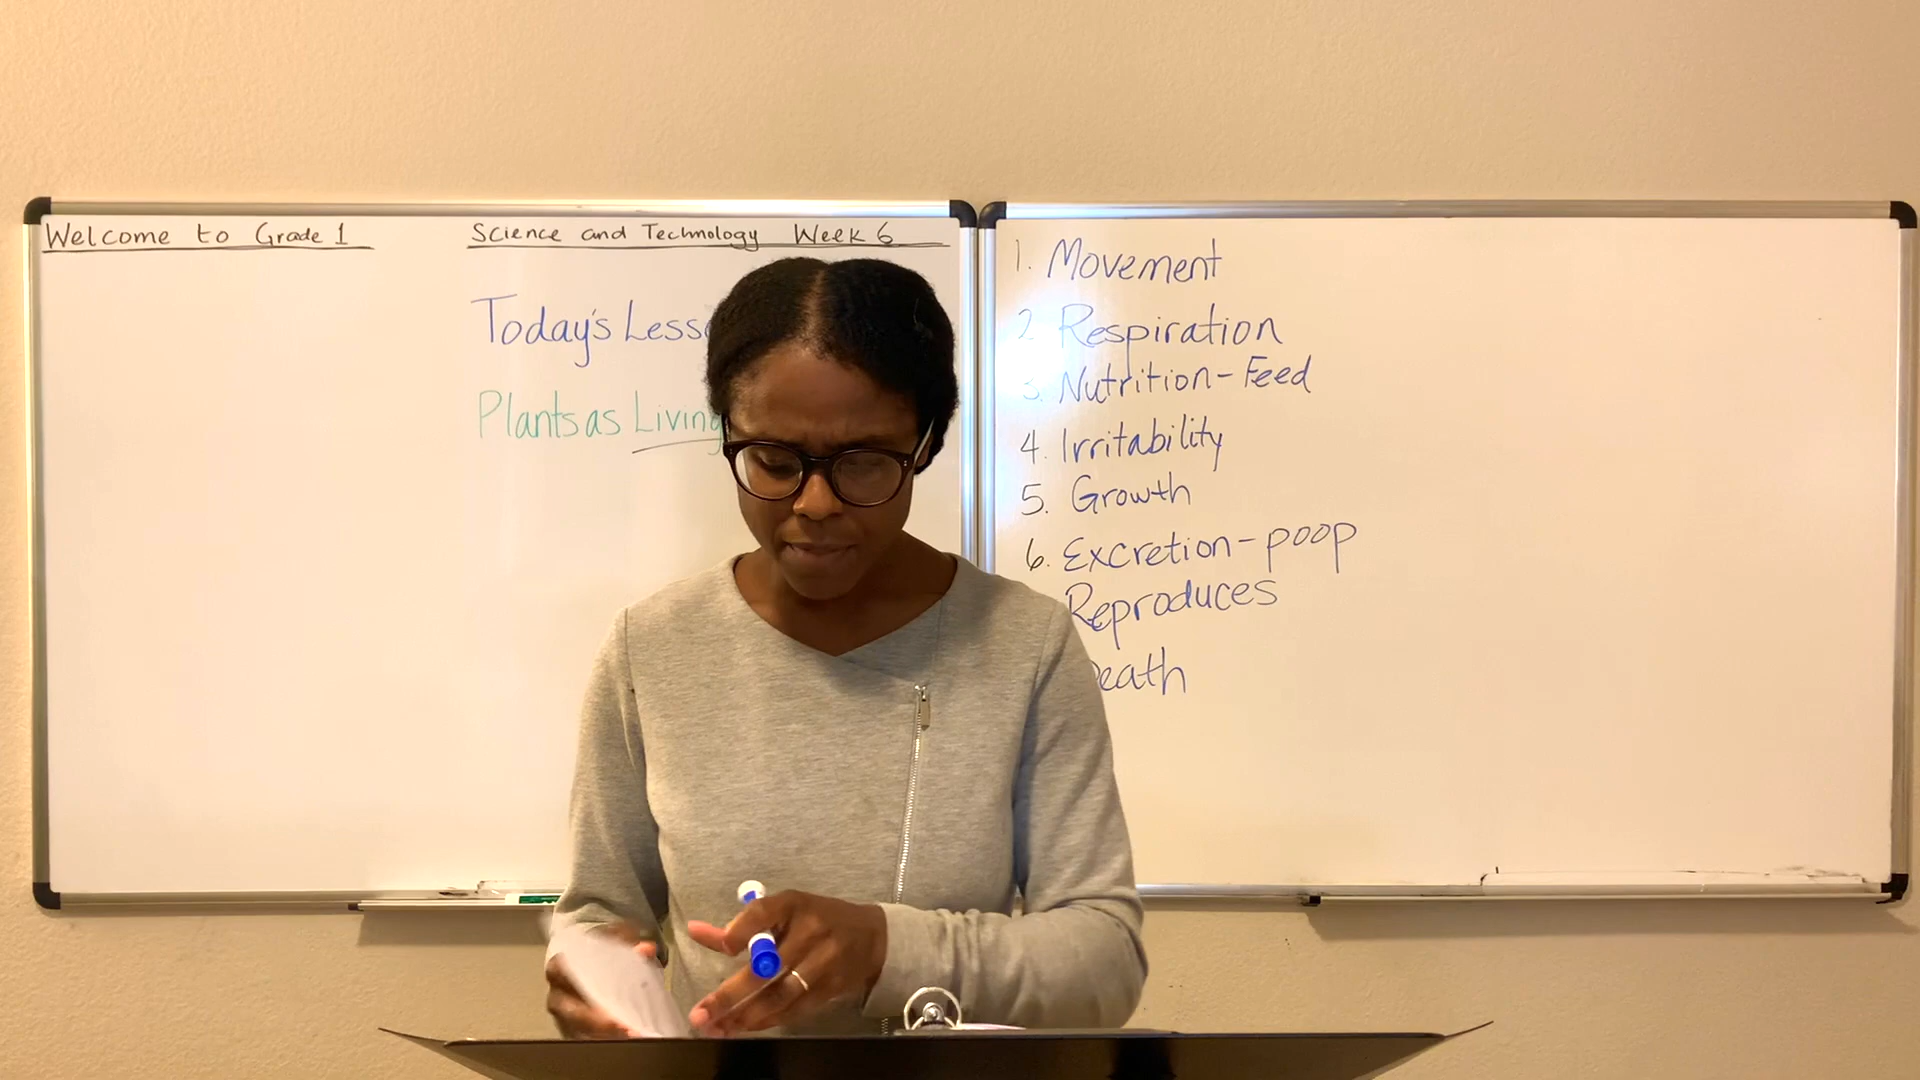 Welcome to Grade 1
Science and Technology Week 6
Today's Less
Plants as Living
1. Movement
2. Respiration
3. Nutrition-Feed
4. Irritability
5. Growth
6. Excretion-poop
Reproduces
Death